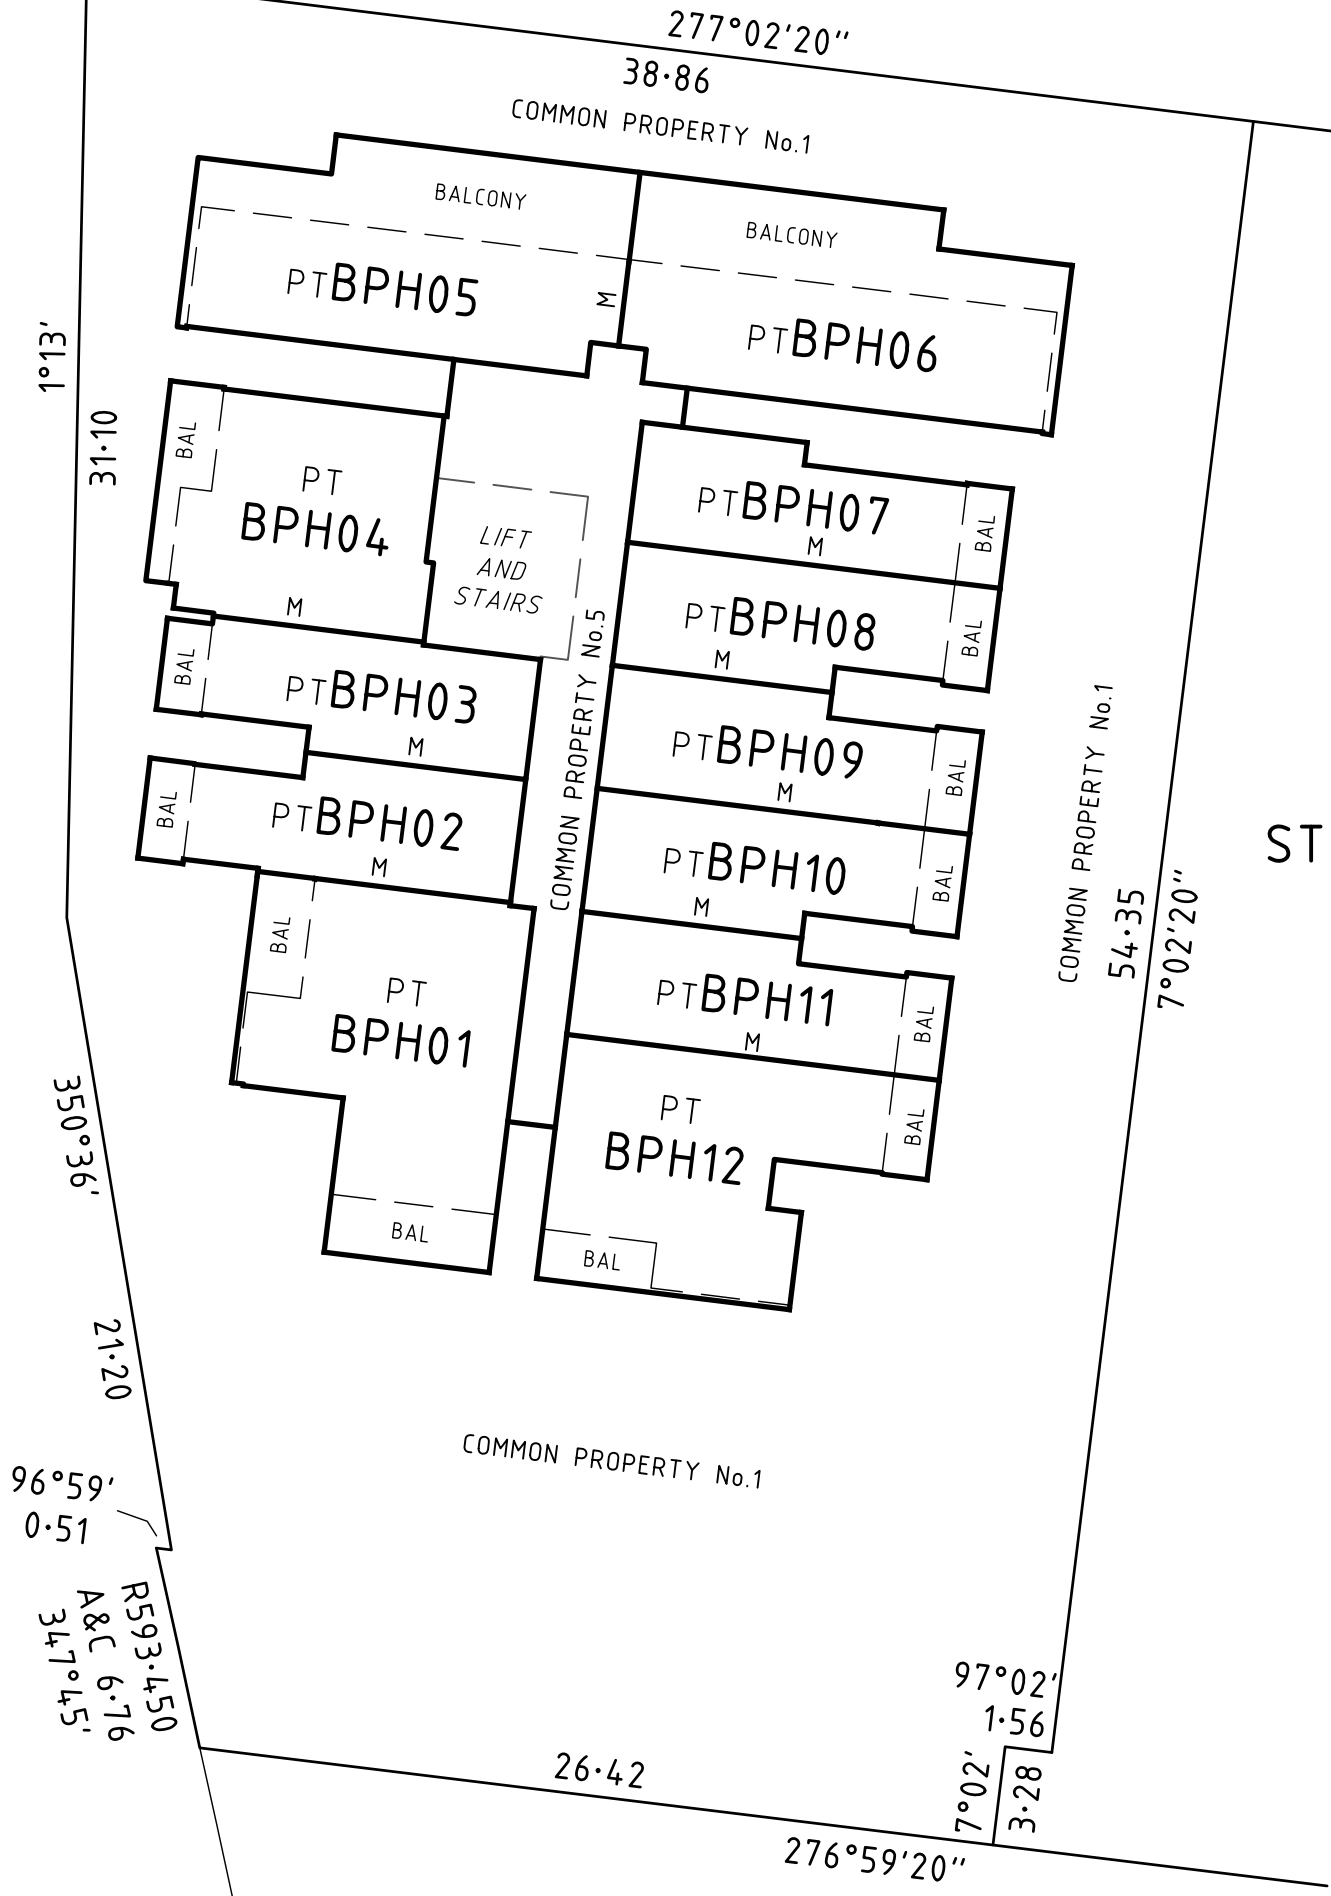 277°02'20"
38·86
COMMON PROPERTY No.1
BALCONY
BALCONY
PTBPH05
M
PTBPH06
1°13'
31·10
BAL
PT
BPH04
M
LIFT
AND
STAIRS
PTBPH07
M
BAL
PTBPH08
M
BAL
COMMON PROPERTY No.5
BAL
PTBPH03
M
PTBPH09
M
BAL
COMMON PROPERTY No.1
BAL
PTBPH02
M
ST
PTBPH10
M
BAL
54·35
7°02'20"
BAL
PT
BPH01
BAL
PTBPH11
M
BAL
PT
BPH12
BAL
BAL
350°36'
21·20
COMMON PROPERTY No.1
96°59'
0·51
R593·450
A&C 6·76
347°45'
97°02'
1·56
7°02'
3·28
26·42
276°59'20"